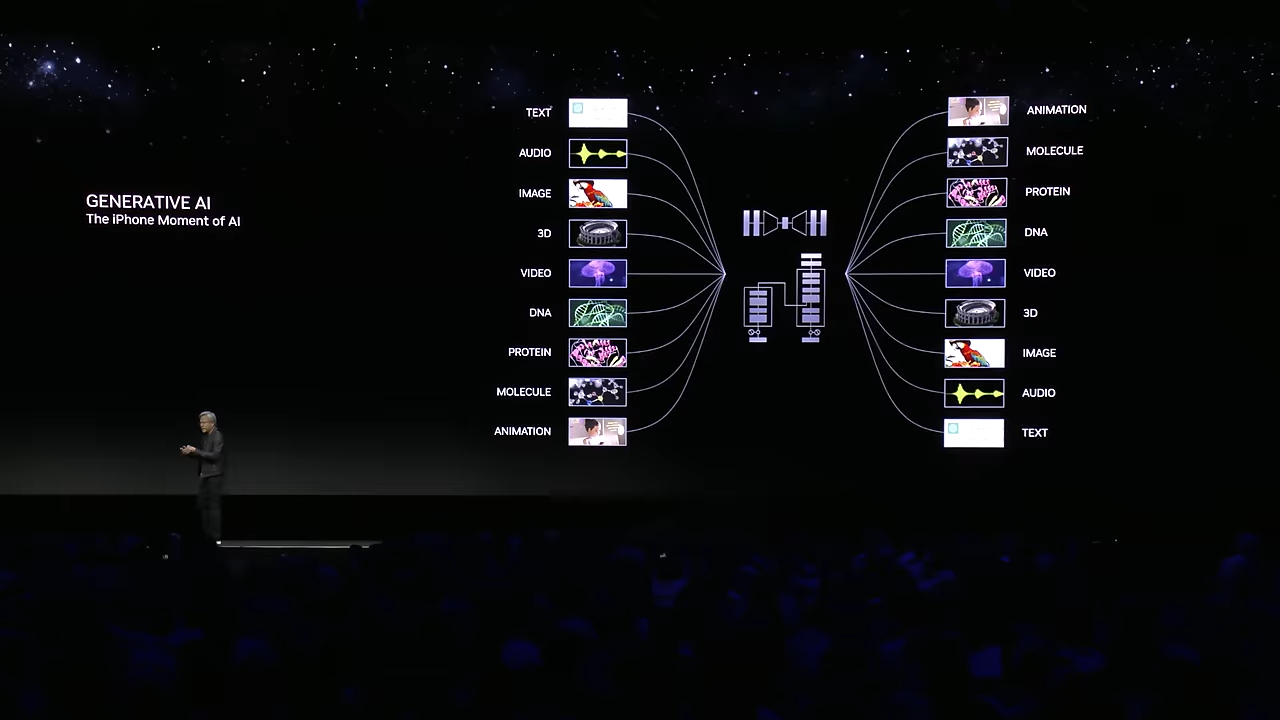 GENERATIVE AI
The iPhone Moment of AI
TEXT
AUDIO
IMAGE
3D
VIDEO
DNA
PROTEIN
MOLECULE
ANIMATION
ANIMATION
MOLECULE
PROTEIN
DNA
VIDEO
3D
IMAGE
AUDIO
TEXT